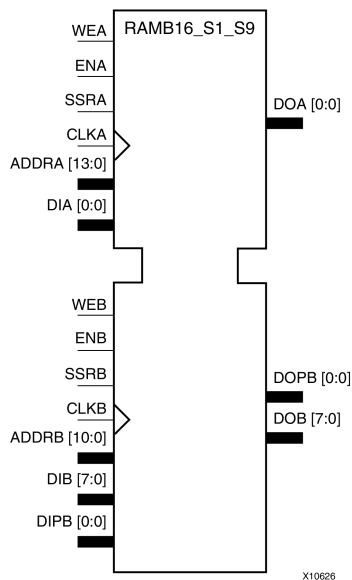 RAMB16_S1_S9
WEA
ENA
SSRA
CLKA
ADDRA [13:0]
DIA [0:0]
DOA [0:0]
WEB
ENB
SSRB
CLKB
ADDRB [10:0]
DIB [7:0]
DIPB [0:0]
DOPB [0:0]
DOB [7:0]
X10626